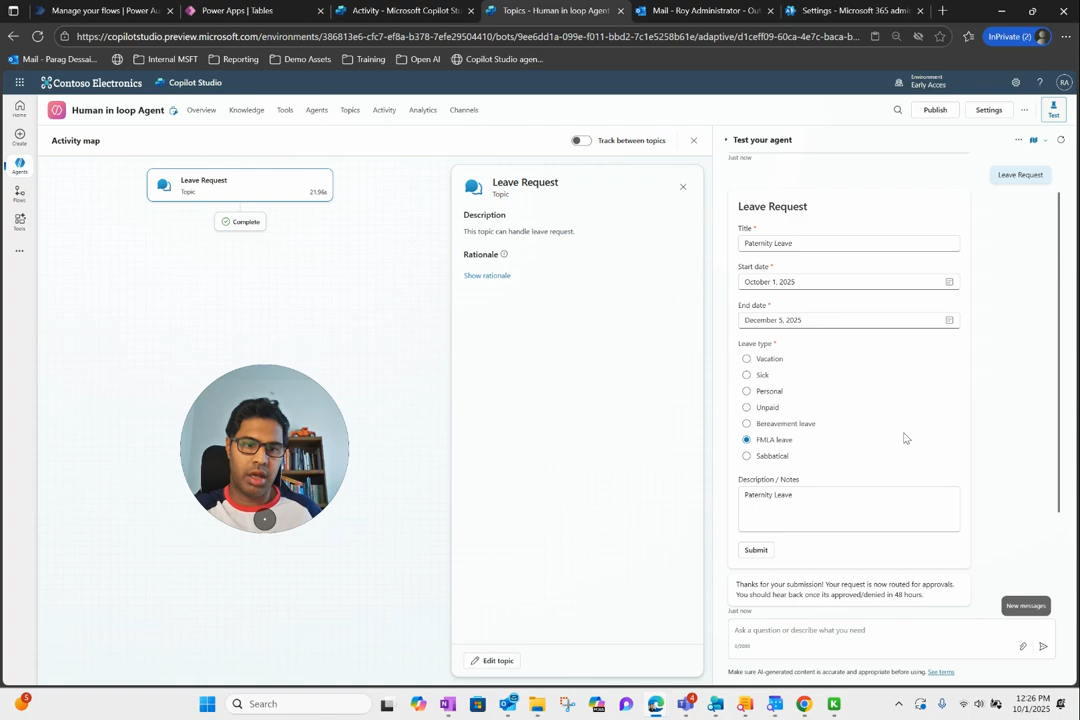 Manage your flows | Power Au
Power Apps | Tables
Activity - Microsoft Copilot Stu
Topics - Human in loop Agent
Mail - Roy Administrator - Out
Settings - Microsoft 365 admi
https://copilotstudio.preview.microsoft.com/environments/386813e6-cfc7-ef8a-b378-7efe29504410/bots/9ee6dd1a-099e-f011-bbd2-7c1e5258b61e/adaptive/d1ceff09-60ca-4e7c-baca-b...
InPrivate (2)
Mail - Parag Dessai...
Internal MSFT
Reporting
Demo Assets
Training
Open AI
Copilot Studio agen...
Contoso Electronics
Copilot Studio
Environment
Early Acces
RA
Home
Create
Agents
Flows
Tools
Human in loop Agent
Overview
Knowledge
Tools
Agents
Topics
Activity
Analytics
Channels
Publish
Settings
Test
Activity map
Track between topics
Leave Request
Topic
21.96s
Complete
Leave Request
Topic
Description
This topic can handle leave request.
Rationale
Show rationale
Edit topic
Test your agent
Just now
Leave Request
Leave Request
Title *
Paternity Leave
Start date *
October 1, 2025
End date *
December 5, 2025
Leave type *
Vacation
Sick
Personal
Unpaid
Bereavement leave
FMLA leave
Sabbatical
Description / Notes
Paternity Leave
Submit
Thanks for your submission! Your request is now routed for approvals.
You should hear back once its approved/denied in 48 hours.
Just now
New messages
Ask a question or describe what you need
0/2000
Make sure AI-generated content is accurate and appropriate before using. See terms
5
Search
4
12:26 PM
10/1/2025